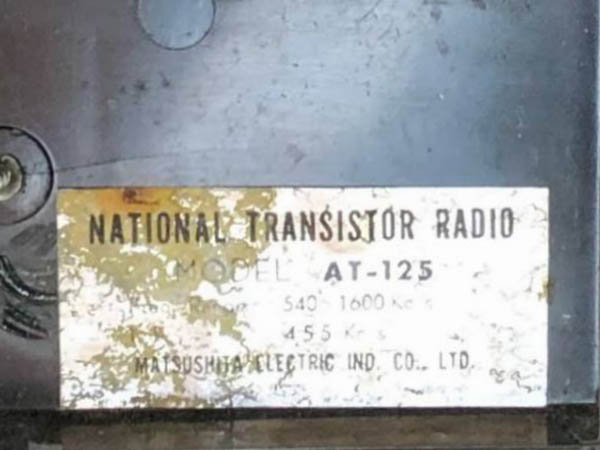 NATIONAL TRANSISTOR RADIO
MODEL AT-125
540-1600 Kc/s
455 Kc/s
MATSUSHITA ELECTRIC IND. CO., LTD.